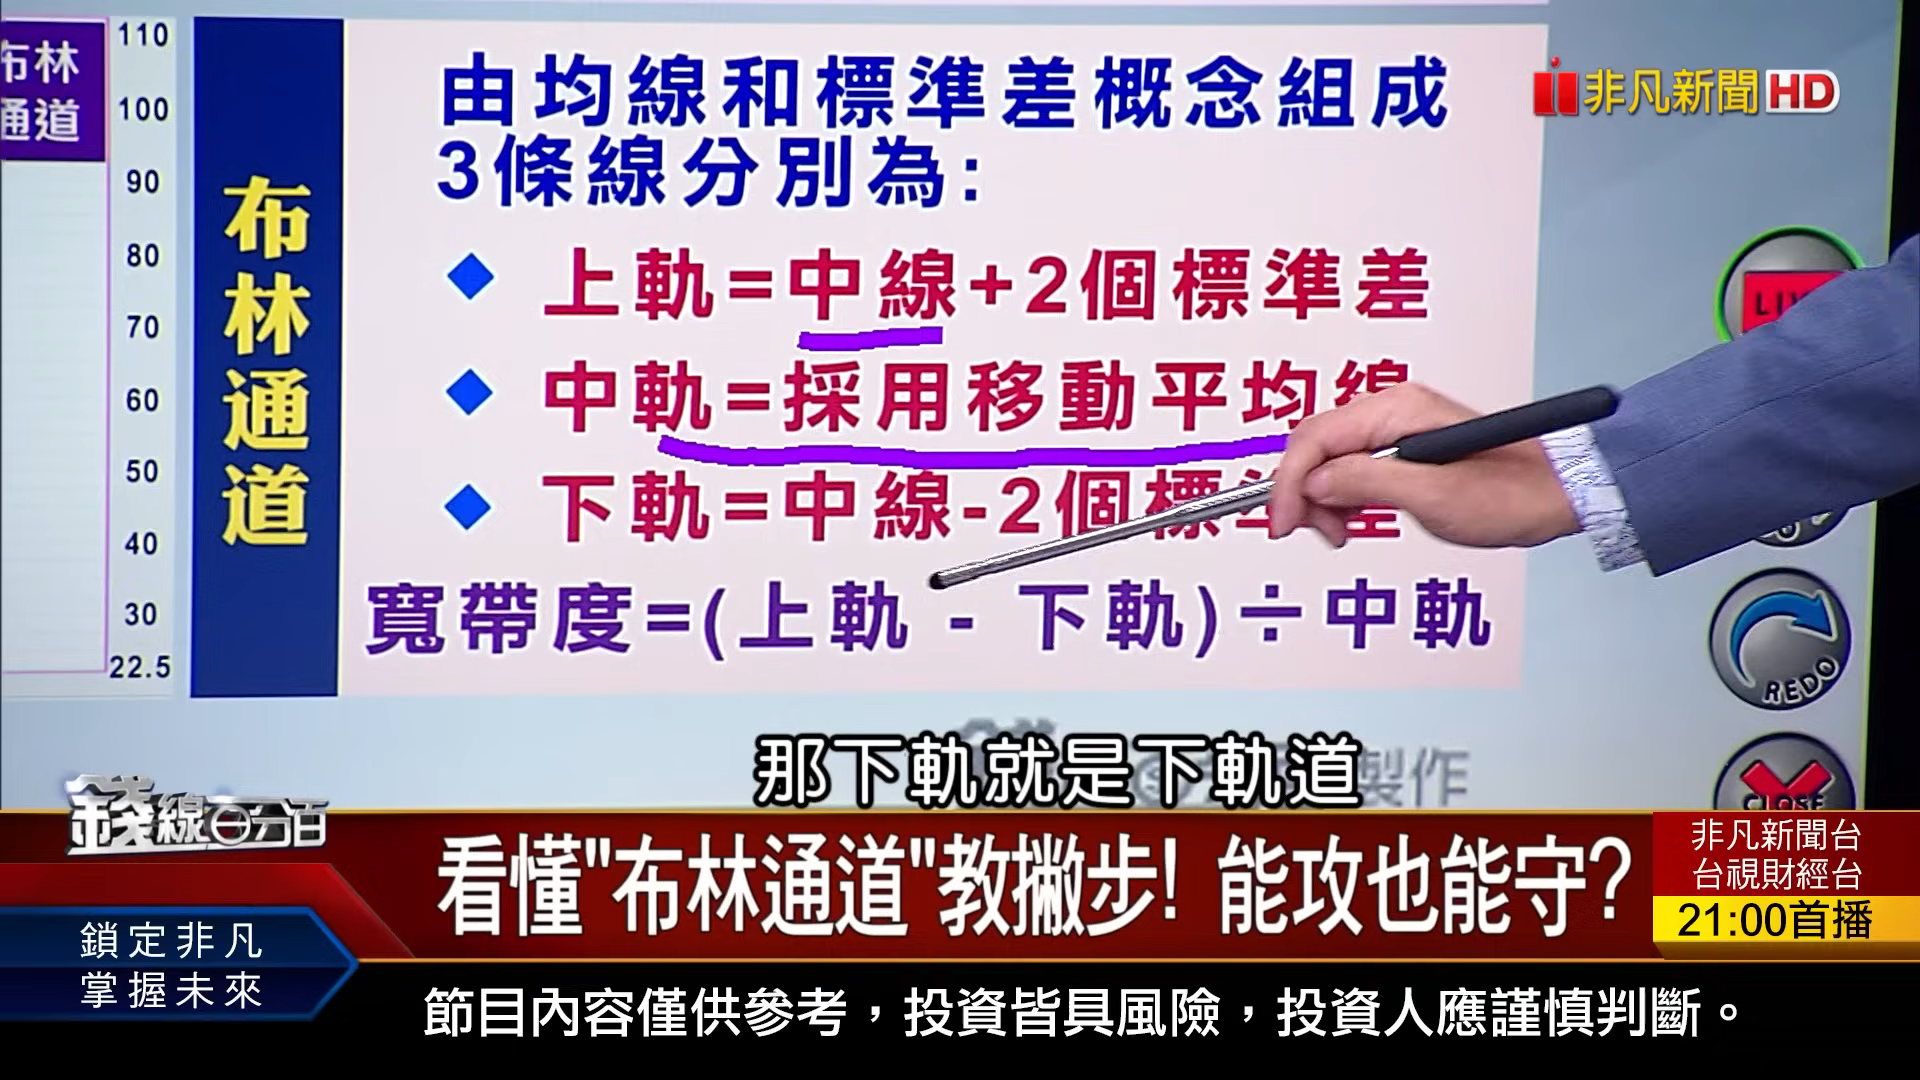 布林
通道
110
100
90
80
70
60
50
40
30
22.5
布林通道
由均線和標準差概念組成
3條線分別為:
上軌=中線+2個標準差
中軌=採用移動平均線
下軌=中線-2個標準差
寬帶度=(上軌 - 下軌)÷中軌
非凡新聞HD
REDO
CLOSE
製作
那下軌就是下軌道
錢線百分百
看懂"布林通道"教撇步! 能攻也能守?
非凡新聞台
台視財經台
21:00首播
鎖定非凡
掌握未來
節目內容僅供參考，投資皆具風險，投資人應謹慎判斷。